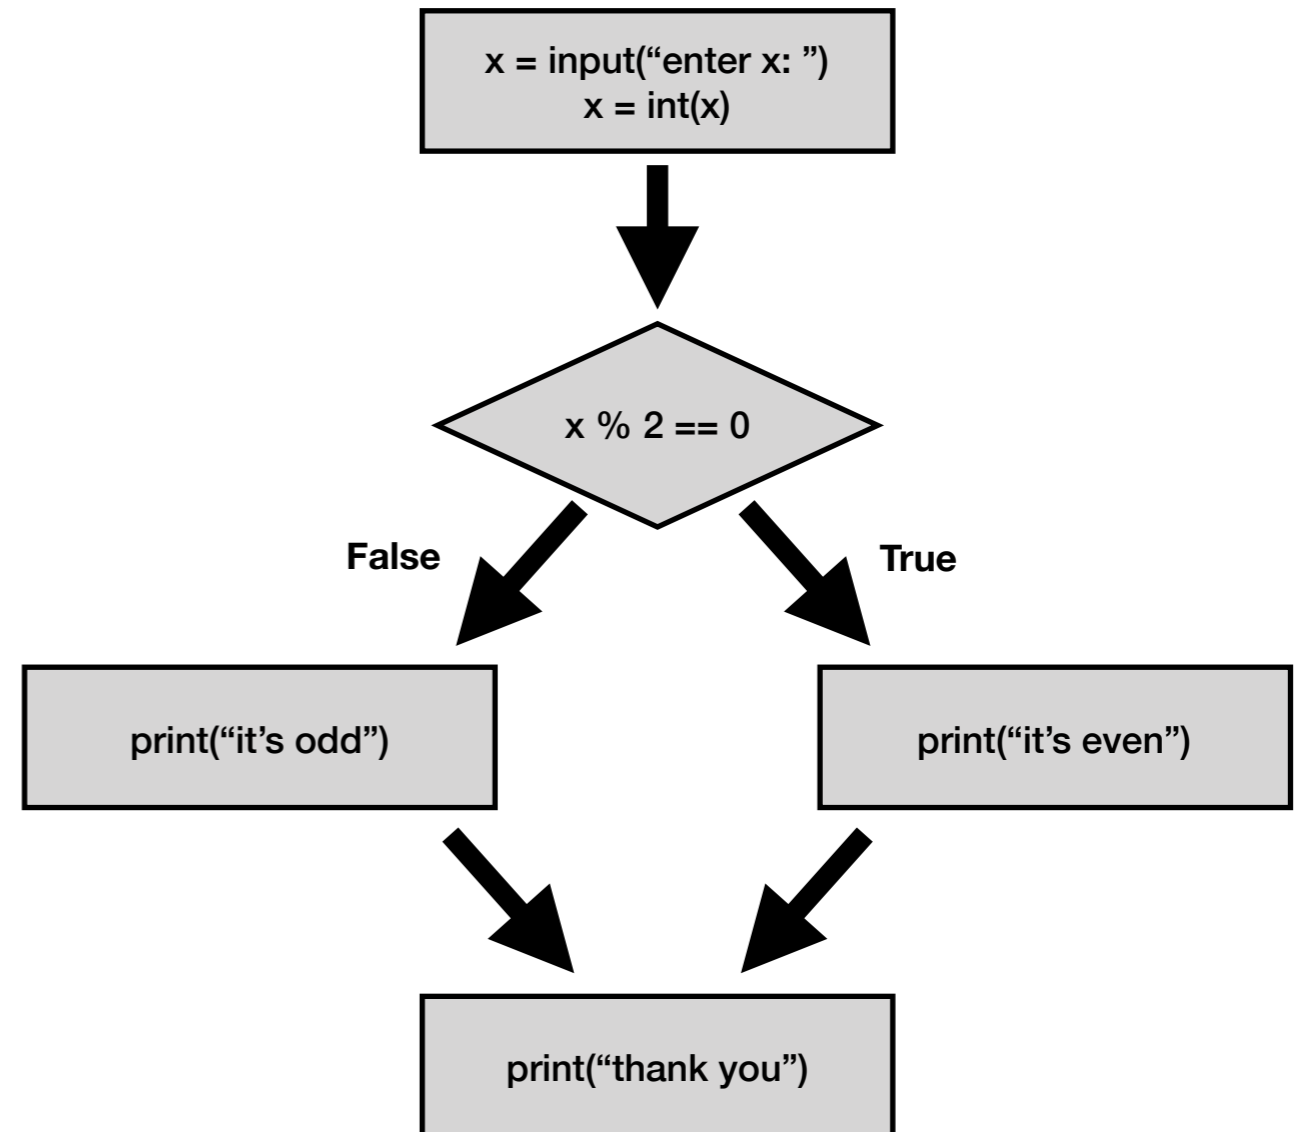 x = input(“enter x: ”)
x = int(x)
x % 2 == 0
False
True
print(“it’s odd”)
print(“it’s even”)
print(“thank you”)